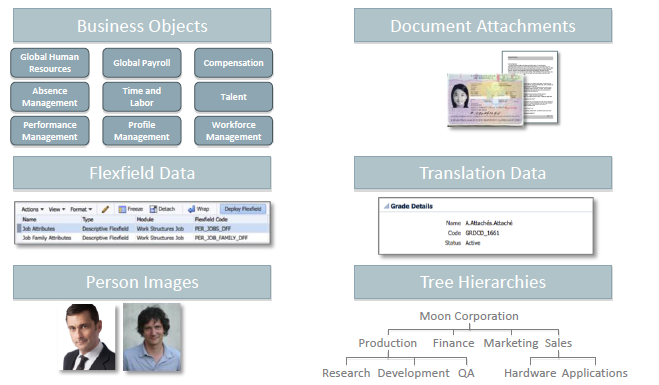 Business Objects
Document Attachments
Global Human
Resources
Global Payroll
Compensation
Absence
Management
Time and
Labor
Talent
Performance
Management
Profile
Management
Workforce
Management
Flexfield Data
Translation Data
Actions View Format Freeze Detach Wrap Deploy Flexfield
Name Type Module Flexfield Code
Job Attributes Descriptive Flexfield Work Structures Job PER_JOBS_DFF
Job Family Attributes Descriptive Flexfield Work Structures Job PER_JOB_FAMILY_DFF
Grade Details
Name A.Attachés.Attaché
Code GRDCD_1661
Status Active
Person Images
Tree Hierarchies
Moon Corporation
Production Finance Marketing Sales
Research Development QA Hardware Applications